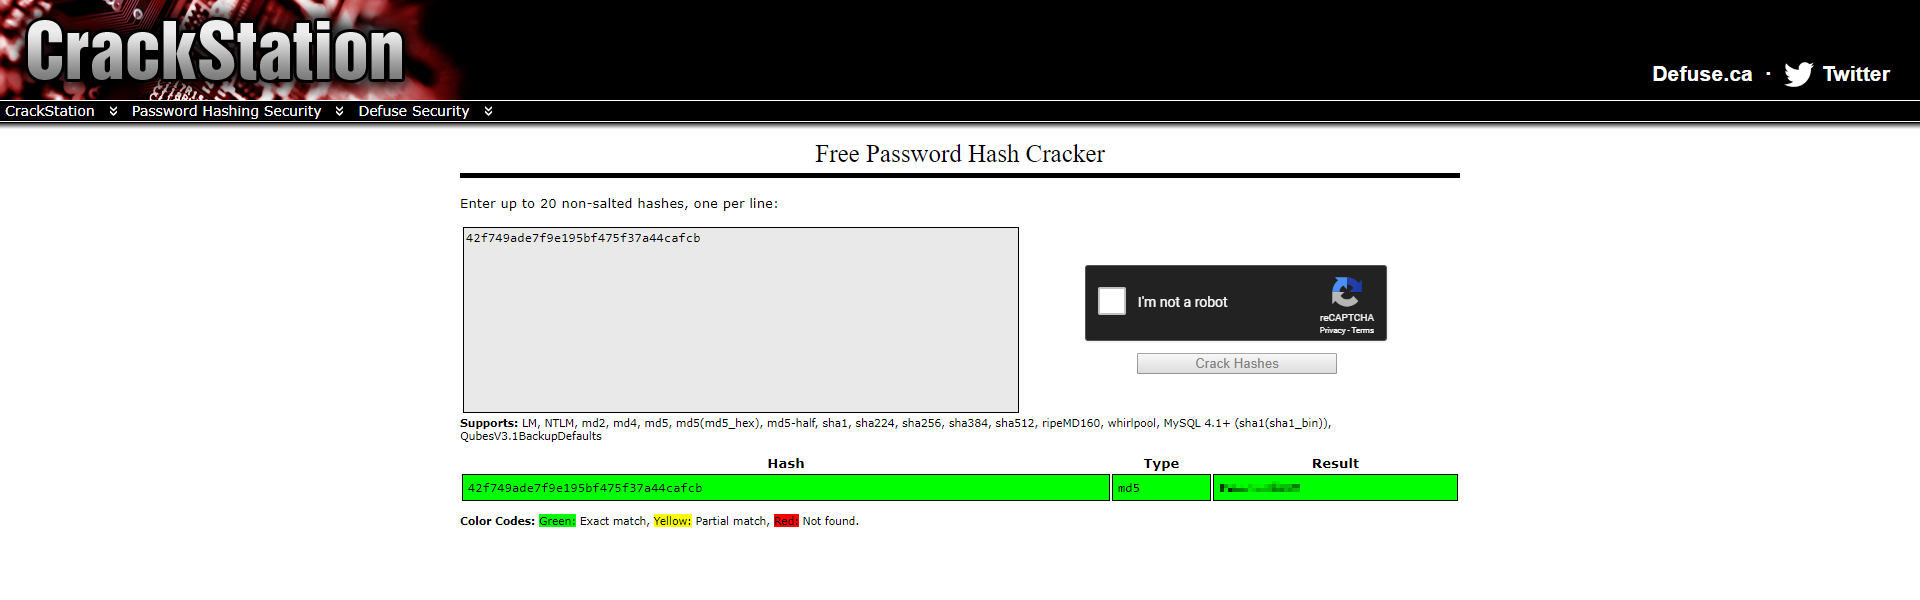 CrackStation
Defuse.ca · Twitter
CrackStation Password Hashing Security Defuse Security
Free Password Hash Cracker
Enter up to 20 non-salted hashes, one per line:
42f749ade7f9e195bf475f37a44cafcb
I'm not a robot
reCAPTCHA
Privacy - Terms
Crack Hashes
Supports: LM, NTLM, md2, md4, md5, md5(md5_hex), md5-half, sha1, sha224, sha256, sha384, sha512, ripeMD160, whirlpool, MySQL 4.1+ (sha1(sha1_bin)),
QubesV3.1BackupDefaults
Hash Type Result
42f749ade7f9e195bf475f37a44cafcb md5
Color Codes: Green: Exact match, Yellow: Partial match, Red: Not found.